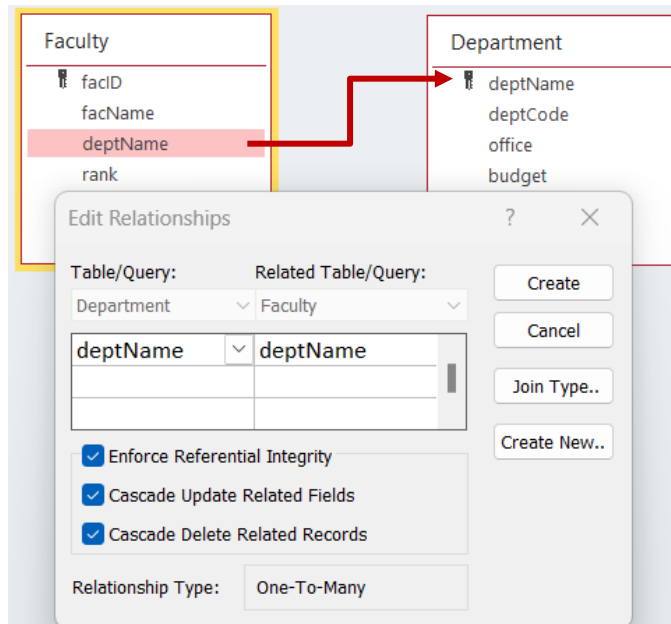 Faculty
facID
facName
deptName
rank
Department
deptName
deptCode
office
budget
Edit Relationships
?
Table/Query:
Related Table/Query:
Department
Faculty
deptName
deptName
Enforce Referential Integrity
Cascade Update Related Fields
Cascade Delete Related Records
Relationship Type:
One-To-Many
Create
Cancel
Join Type..
Create New..